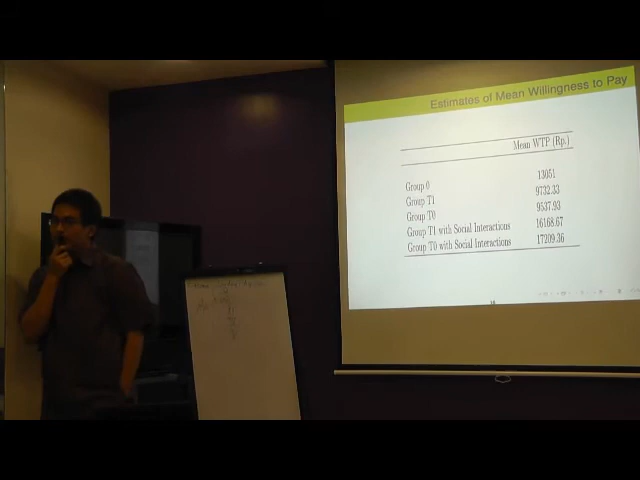 Estimates of Mean Willingness to Pay
Mean WTP (Rp.)
Group 0 13051
Group T1 9732.33
Group T0 9537.93
Group T1 with Social Interactions 16168.67
Group T0 with Social Interactions 17209.36